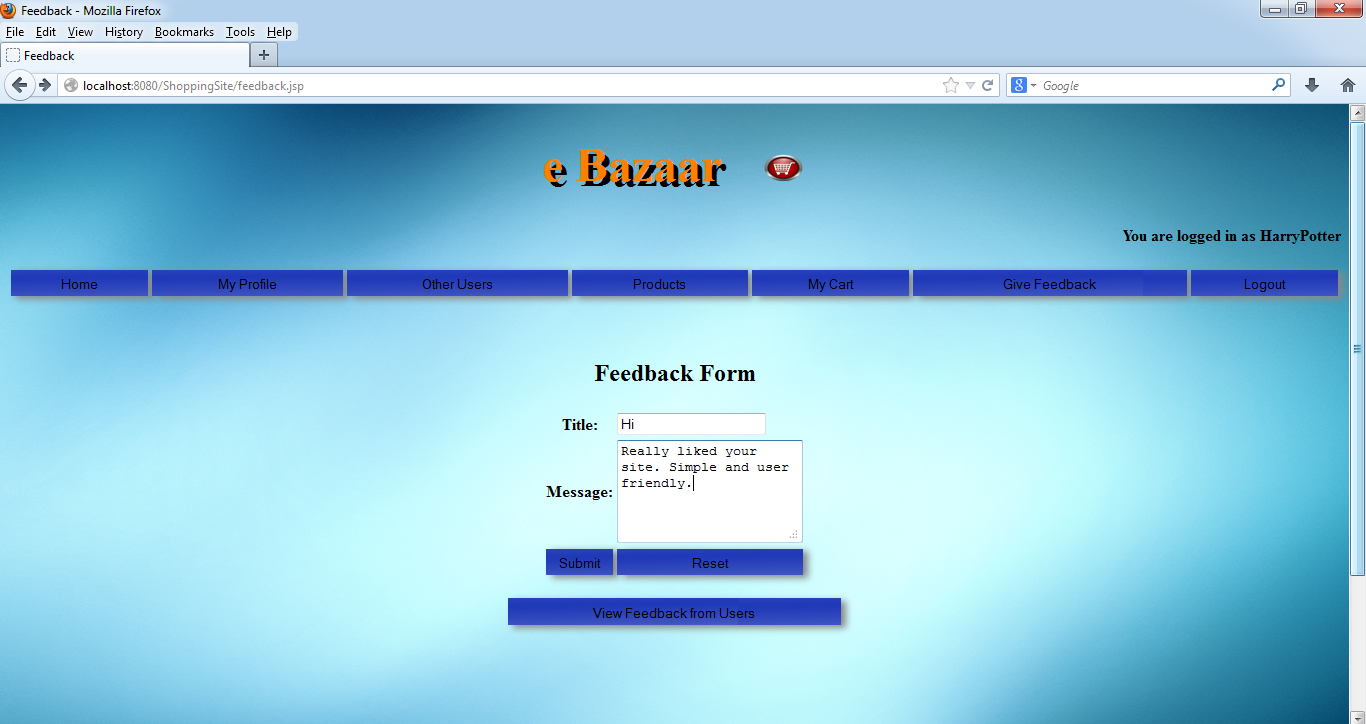 Feedback - Mozilla Firefox
File Edit View History Bookmarks Tools Help
Feedback
localhost:8080/ShoppingSite/feedback.jsp
8 Google
e Bazaar
You are logged in as HarryPotter
Home My Profile Other Users Products My Cart Give Feedback Logout
Feedback Form
Title: Hi
Message: Really liked your
site. Simple and user
friendly.
Submit Reset
View Feedback from Users